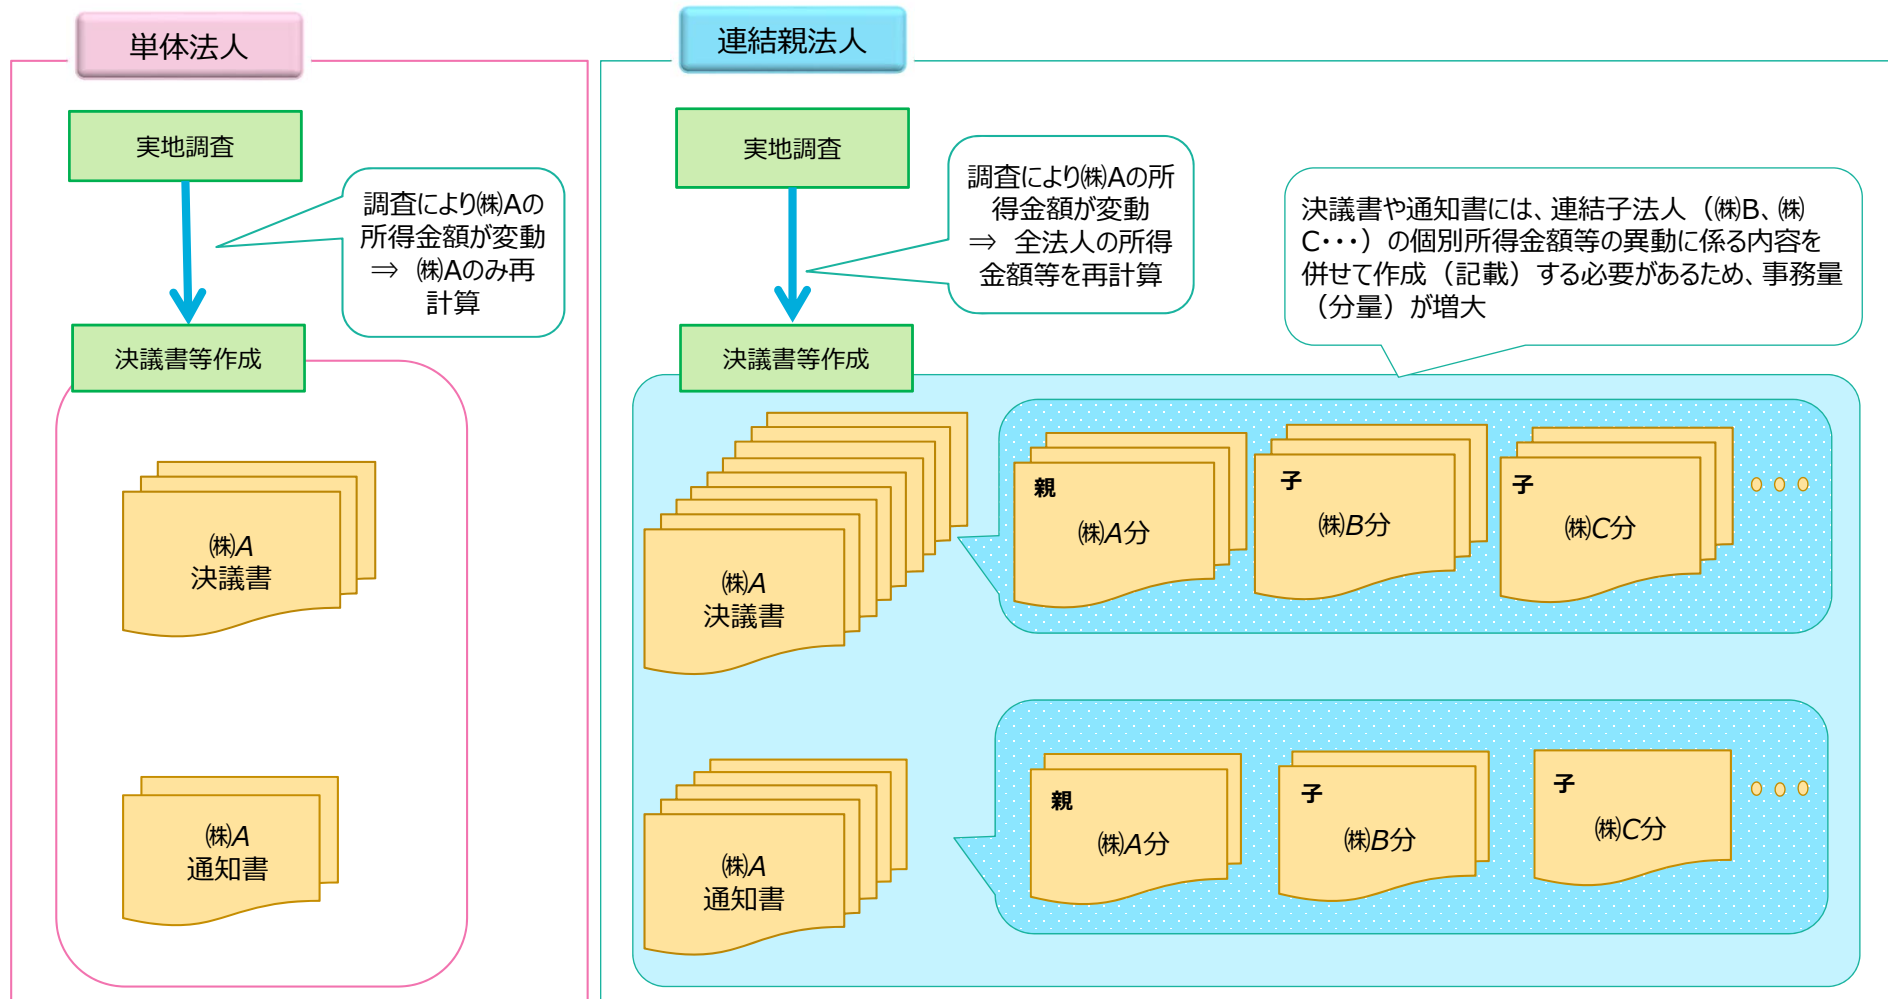 単体法人
実地調査
調査により㈱Aの
所得金額が変動
⇒ ㈱Aのみ再
計算
決議書等作成
㈱A
決議書
㈱A
通知書
連結親法人
実地調査
調査により㈱Aの所
得金額が変動
⇒ 全法人の所得
金額等を再計算
決議書や通知書には、連結子法人（㈱B、㈱
C・・・）の個別所得金額等の異動に係る内容を
併せて作成（記載）する必要があるため、事務量
（分量）が増大
決議書等作成
㈱A
決議書
親
㈱A分
子
㈱B分
子
㈱C分
㈱A
通知書
親
㈱A分
子
㈱B分
子
㈱C分